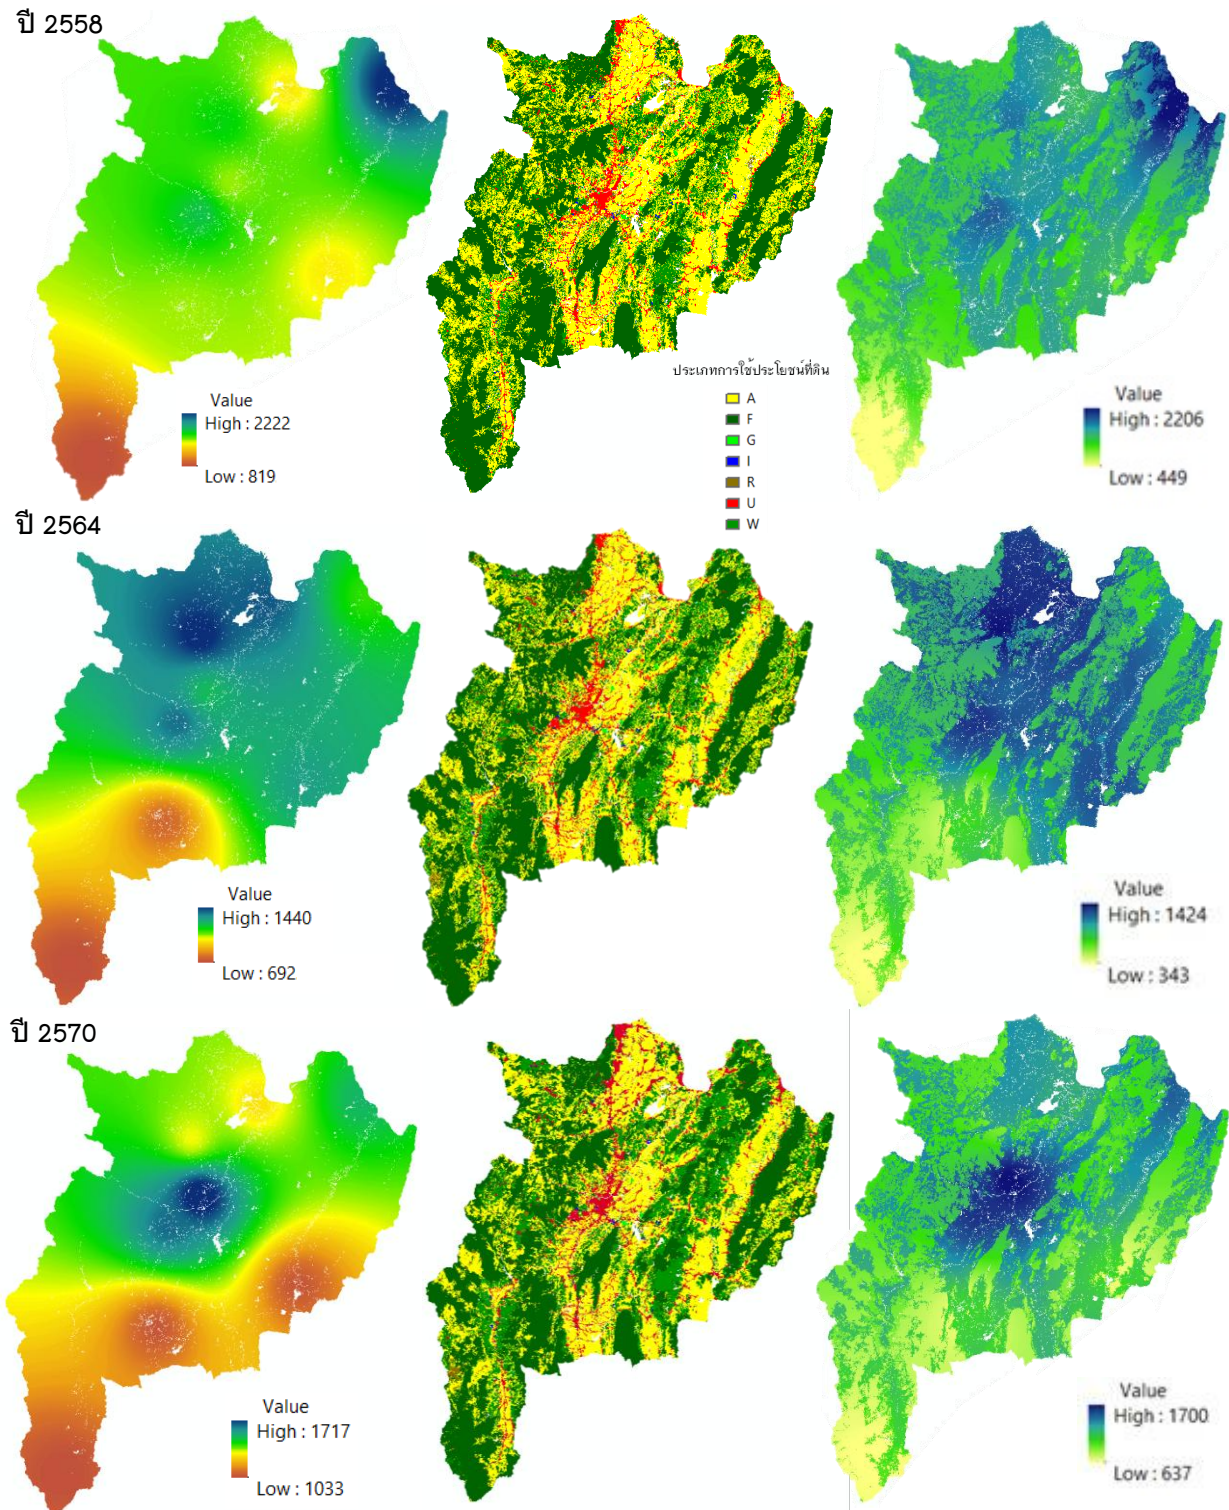 ปี 2558
Value
High : 2222
Low : 819
ประเภทการใช้ประโยชน์ที่ดิน
A
F
G
I
R
U
W
Value
High : 2206
Low : 449
ปี 2564
Value
High : 1440
Low : 692
Value
High : 1424
Low : 343
ปี 2570
Value
High : 1717
Low : 1033
Value
High : 1700
Low : 637